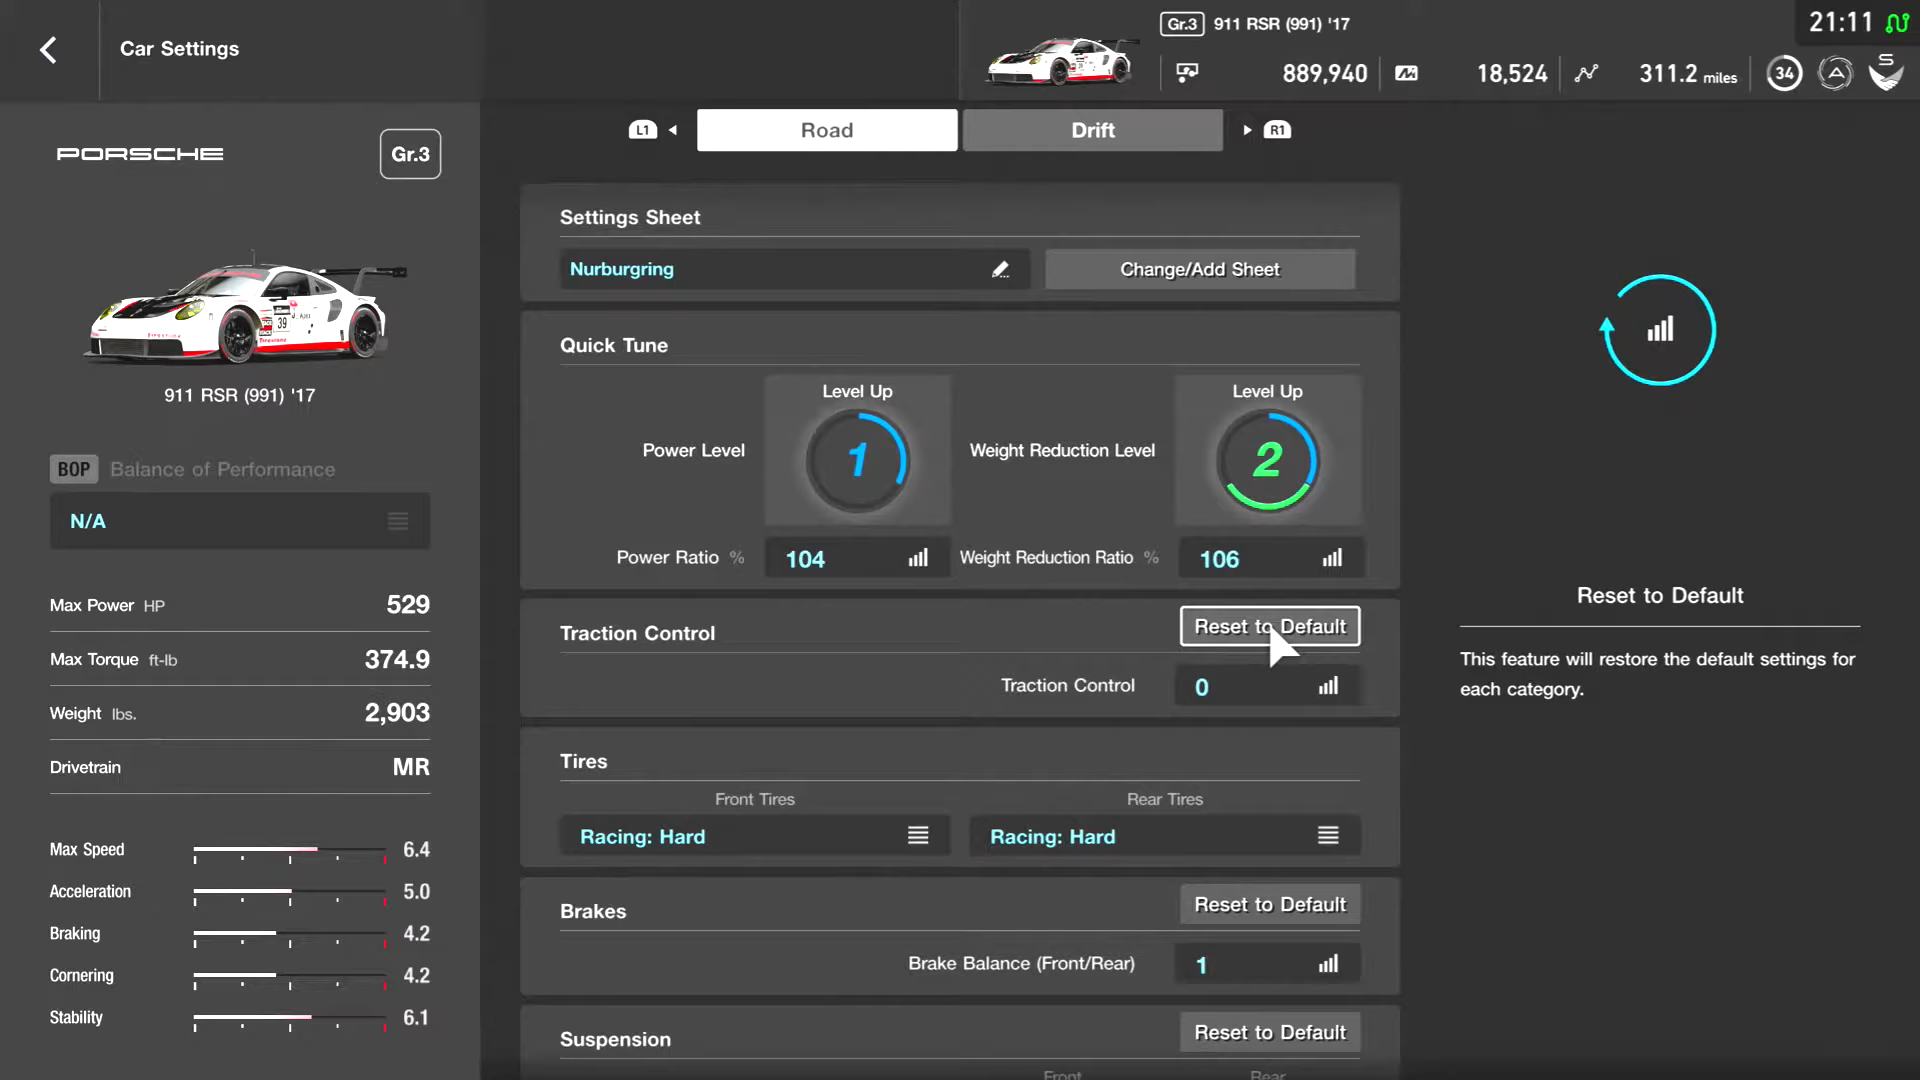 Car Settings
Gr.3 911 RSR (991) '17
21:11
889,940
18,524
311.2 miles
34
A
S
PORSCHE
Gr.3
39
911 RSR (991) '17
BOP Balance of Performance
N/A
Max Power HP 529
Max Torque ft-lb 374.9
Weight lbs. 2,903
Drivetrain MR
Max Speed 6.4
Acceleration 5.0
Braking 4.2
Cornering 4.2
Stability 6.1
L1 Road Drift R1
Settings Sheet
Nurburgring Change/Add Sheet
Quick Tune
Level Up Level Up
Power Level 1 Weight Reduction Level 2
Power Ratio % 104 Weight Reduction Ratio % 106
Traction Control Reset to Default
Traction Control 0
Tires
Front Tires Rear Tires
Racing: Hard Racing: Hard
Brakes Reset to Default
Brake Balance (Front/Rear) 1
Suspension Reset to Default
Front Rear
Reset to Default
This feature will restore the default settings for
each category.